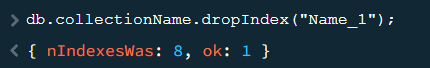 > db.collectionName.dropIndex("Name_1");
< { nIndexesWas: 8, ok: 1 }